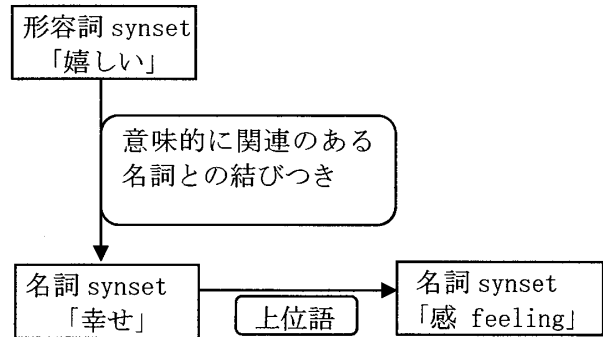 形容詞 synset
「嬉しい」
意味的に関連のある
名詞との結びつき
名詞 synset
「幸せ」
上位語
名詞 synset
「感 feeling」